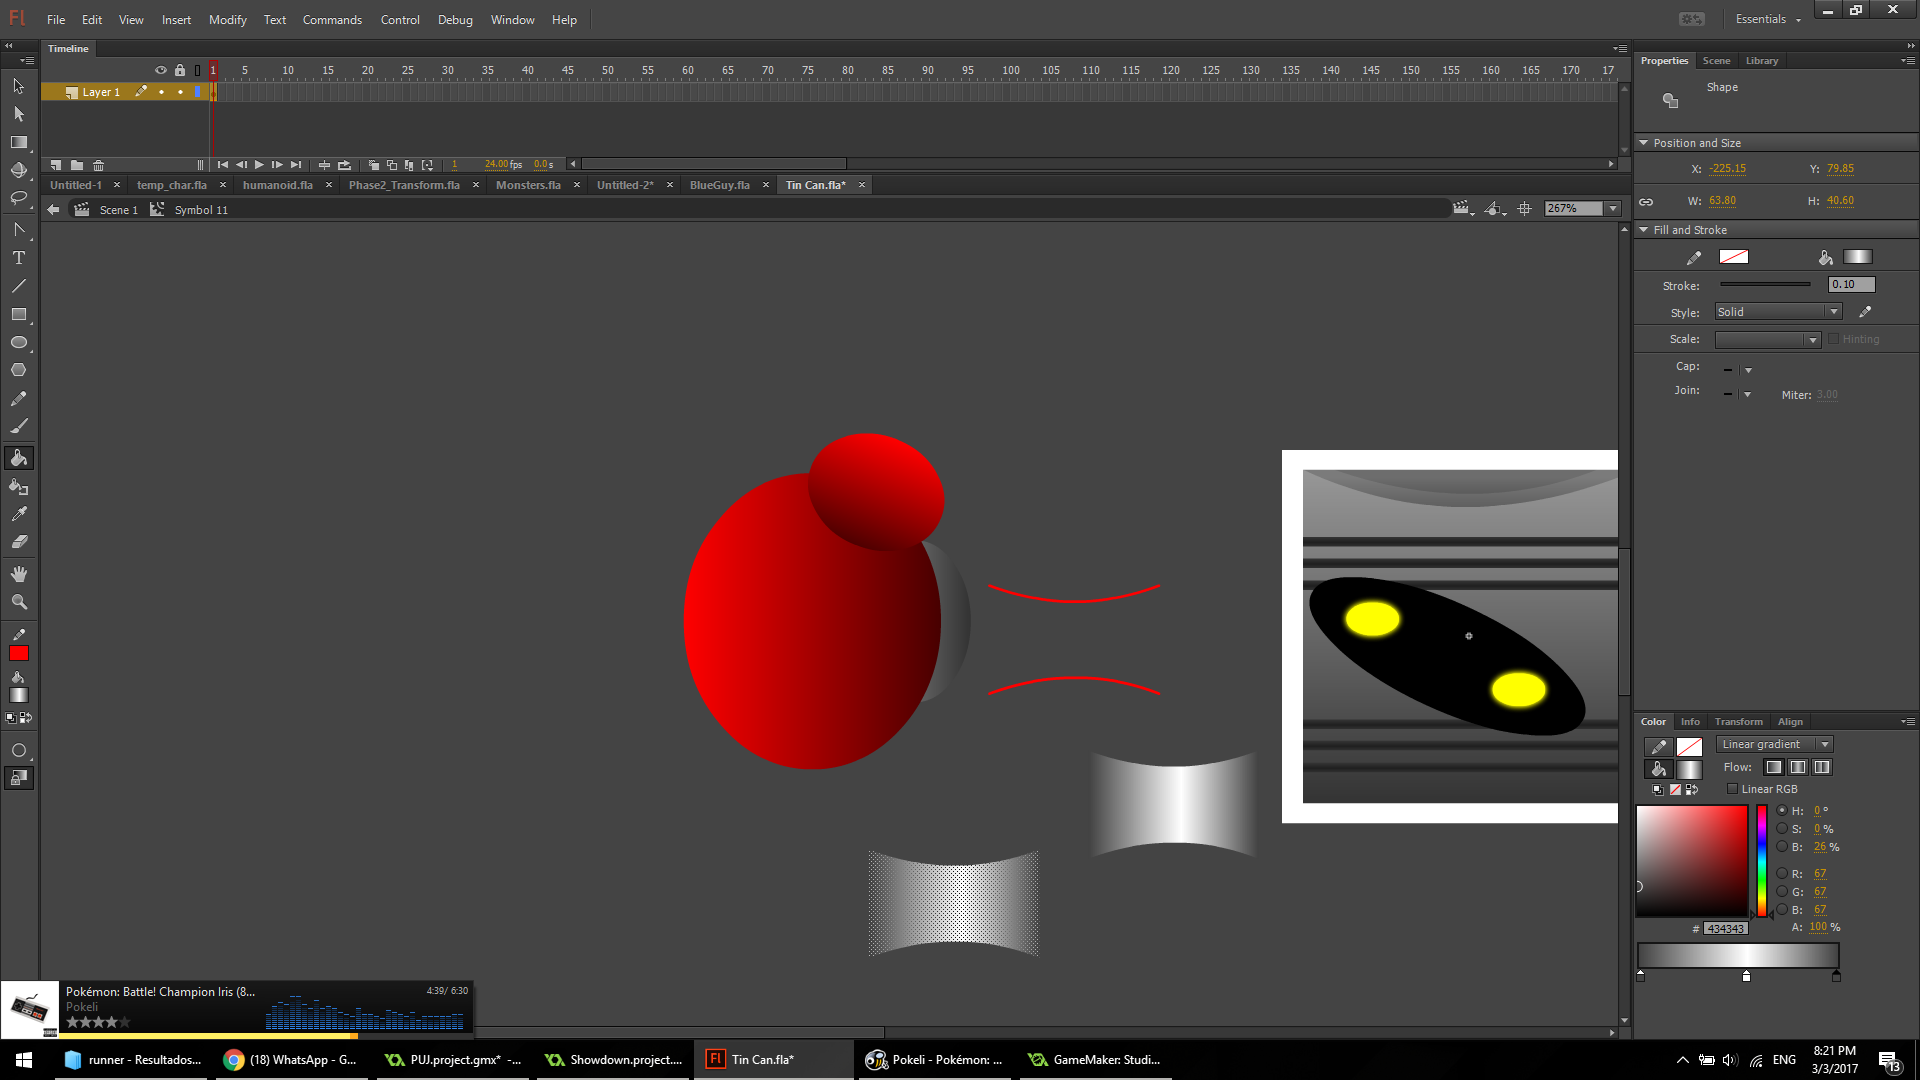 Fl File Edit View Insert Modify Text Commands Control Debug Window Help Essentials
Timeline
1 5 10 15 20 25 30 35 40 45 50 55 60 65 70 75 80 85 90 95 100 105 110 115 120 125 130 135 140 145 150 155 160 165 170 17
Layer 1
1 24.00 fps 0.0 s
Untitled-1 temp_char.fla humanoid.fla Phase2_Transform.fla Monsters.fla Untitled-2* BlueGuy.fla Tin Can.fla*
Scene 1 Symbol 11 267%
Properties Scene Library
Shape
Position and Size
X: -225.15 Y: 79.85
W: 63.80 H: 40.60
Fill and Stroke
Stroke: 0.10
Style: Solid
Scale: Hinting
Cap:
Join: Miter: 3.00
Color Info Transform Align
Linear gradient
Flow:
Linear RGB
H: 0 °
S: 0 %
B: 26 %
R: 67
G: 67
B: 67
# 434343 A: 100 %
Pokémon: Battle! Champion Iris (8... 4:39/ 6:30
Pokeli
runner - Resultados... (18) WhatsApp - G... PUJ.project.gmx* -... Showdown.project.... Fl Tin Can.fla* Pokeli - Pokémon: ... GameMaker: Studi... ENG
8:21 PM
3/3/2017
13